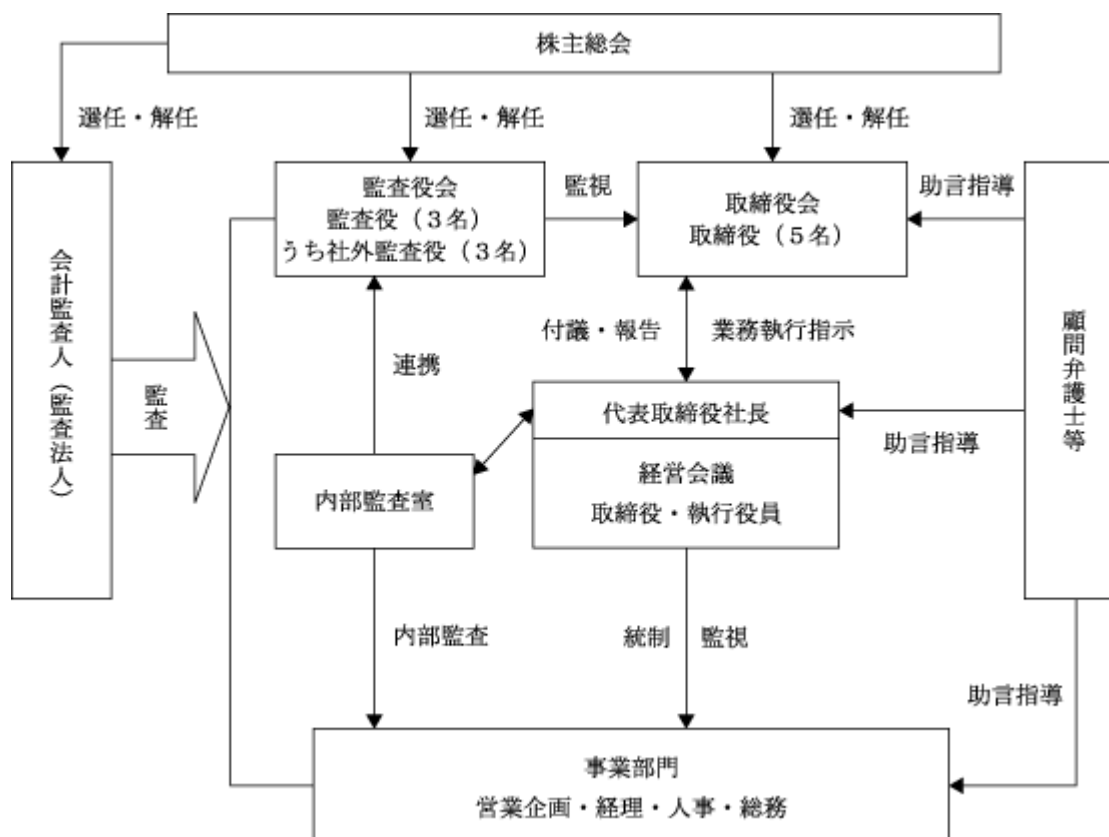 株主総会
選任・解任
選任・解任
選任・解任
監査役会
監査役(3名)
うち社外監査役(3名)
監視
取締役会
取締役(5名)
助言指導
会計監査人(監査法人)
監査
連携
付議・報告
業務執行指示
顧問弁護士等
代表取締役社長
助言指導
経営会議
取締役・執行役員
内部監査室
内部監査
統制
監視
助言指導
事業部門
営業企画・経理・人事・総務